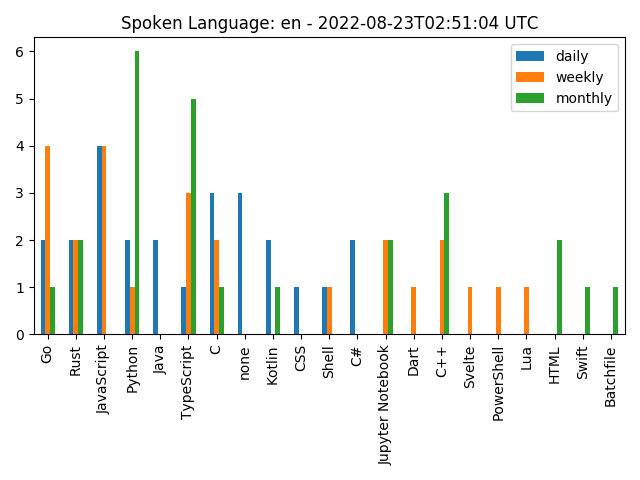 Spoken Language: en - 2022-08-23T02:51:04 UTC
daily
weekly
monthly
6
5
4
3
2
1
0
Go
Rust
JavaScript
Python
Java
TypeScript
C
none
Kotlin
CSS
Shell
C#
Jupyter Notebook
Dart
C++
Svelte
PowerShell
Lua
HTML
Swift
Batchfile